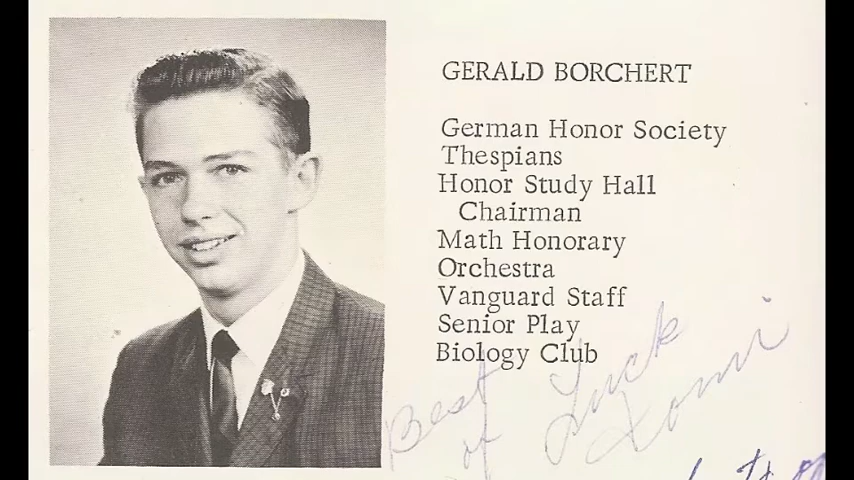 GERALD BORCHERT
German Honor Society
Thespians
Honor Study Hall
Chairman
Math Honorary
Orchestra
Vanguard Staff
Senior Play
Biology Club
Best
of Luck